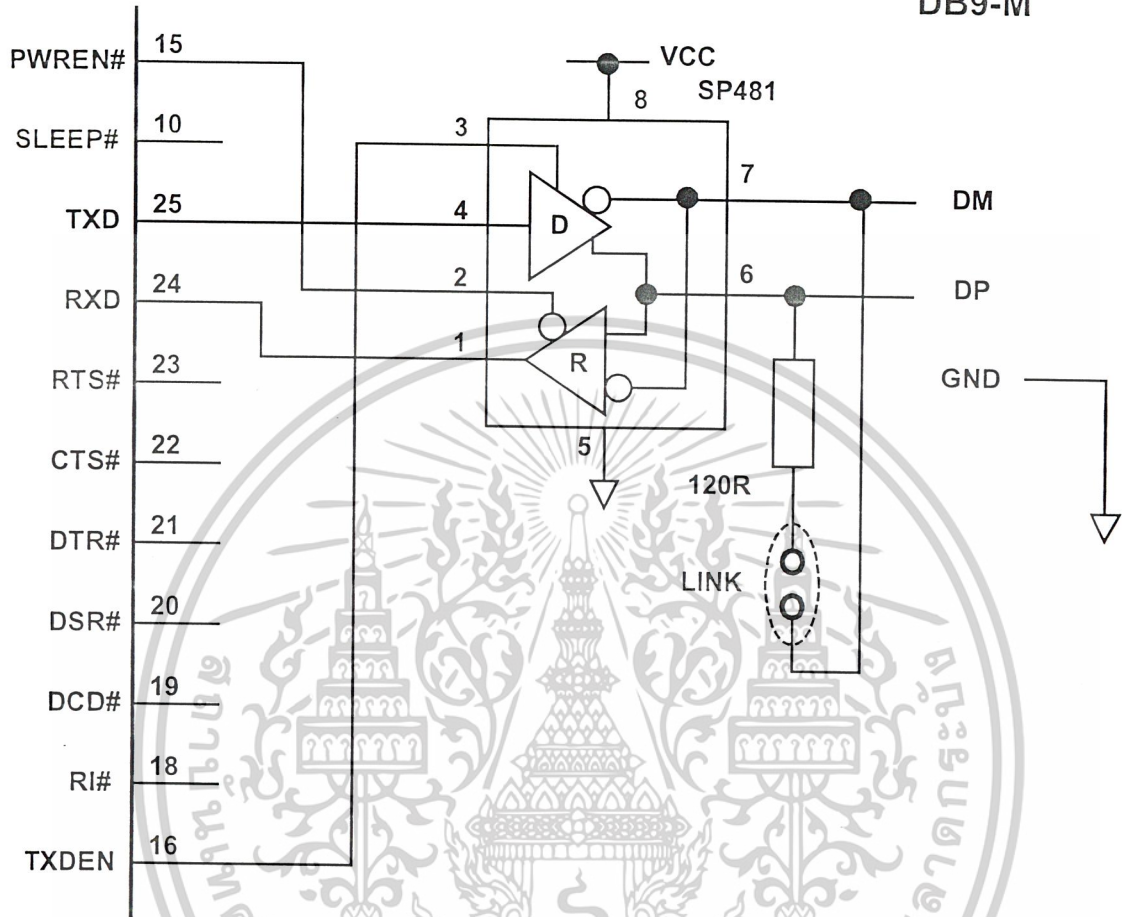 DB9-M
PWREN# 15
VCC
SP481
8
SLEEP# 10
3
7
TXD 25
4
D
DM
RXD 24
2
6
DP
1
R
RTS# 23
GND
5
CTS# 22
120R
DTR# 21
LINK
DSR# 20
DCD# 19
RI# 18
TXDEN 16